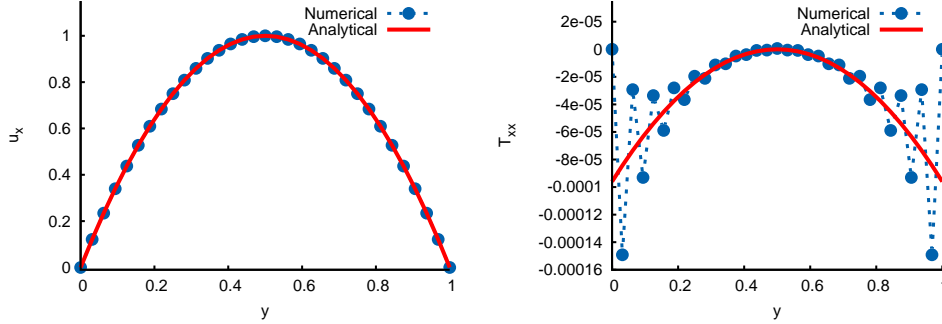 Numerical
Analytical
1
0.8
0.6
0.4
0.2
0
0 0.2 0.4 0.6 0.8 1
u_x
y
Numerical
Analytical
2e-05
0
-2e-05
-4e-05
-6e-05
-8e-05
-0.0001
-0.00012
-0.00014
-0.00016
0 0.2 0.4 0.6 0.8 1
T_xx
y